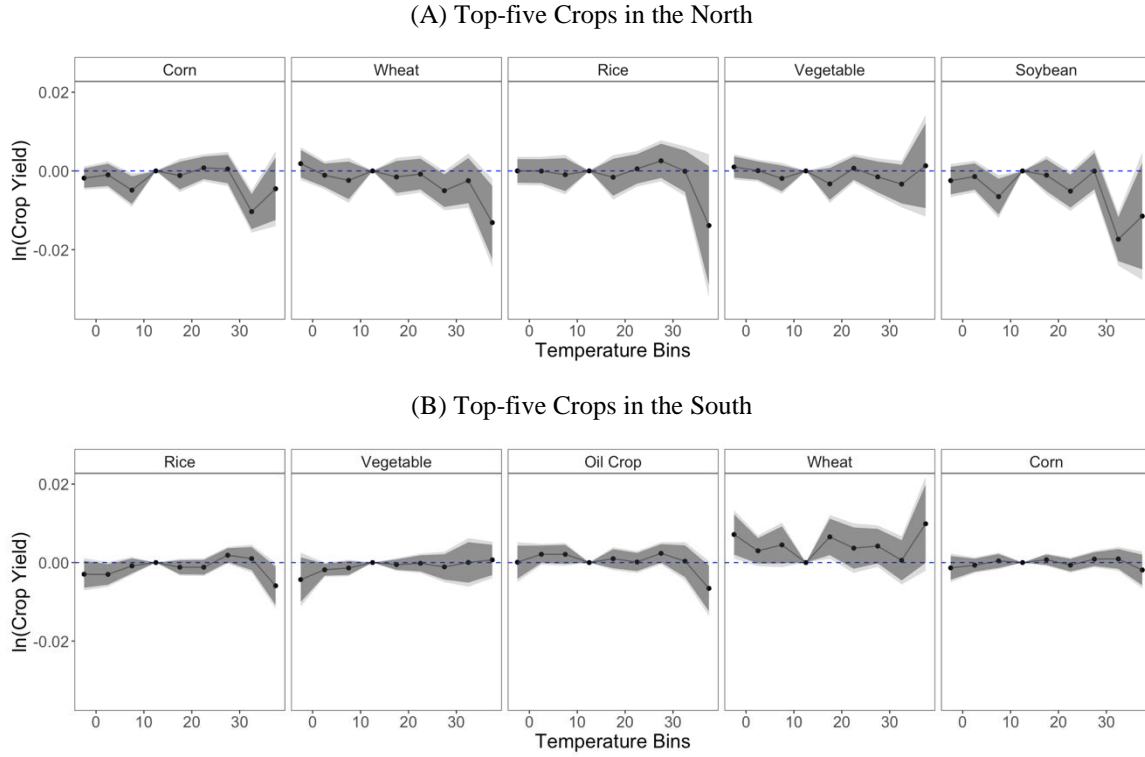 (A) Top-five Crops in the North
Corn Wheat Rice Vegetable Soybean
ln(Crop Yield)
0.02
0.00
-0.02
0 10 20 30 0 10 20 30 0 10 20 30 0 10 20 30 0 10 20 30
Temperature Bins
(B) Top-five Crops in the South
Rice Vegetable Oil Crop Wheat Corn
ln(Crop Yield)
0.02
0.00
-0.02
0 10 20 30 0 10 20 30 0 10 20 30 0 10 20 30 0 10 20 30
Temperature Bins